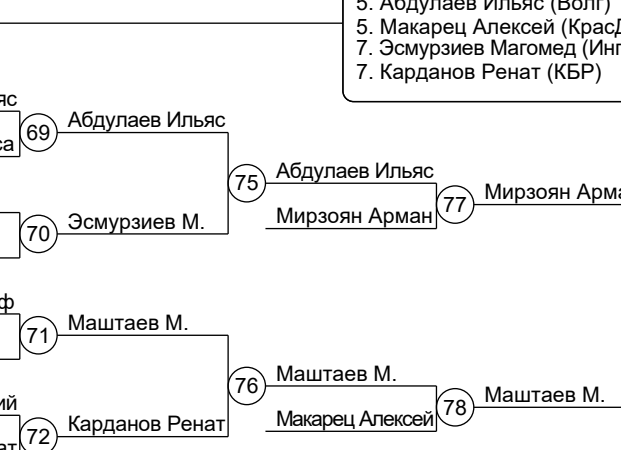 5. Абдулаев Ильяс (Волг)
5. Макарец Алексей
7. Эсмурзиев Магомед
7. Карданов Ренат (КБР)
69 Абдулаев Ильяс
75 Абдулаев Ильяс
77 Мирзоян
Мирзоян Арман
70 Эсмурзиев М.
71 Маштаев М.
76 Маштаев М.
78 Маштаев М.
Макарец Алексей
72 Карданов Ренат